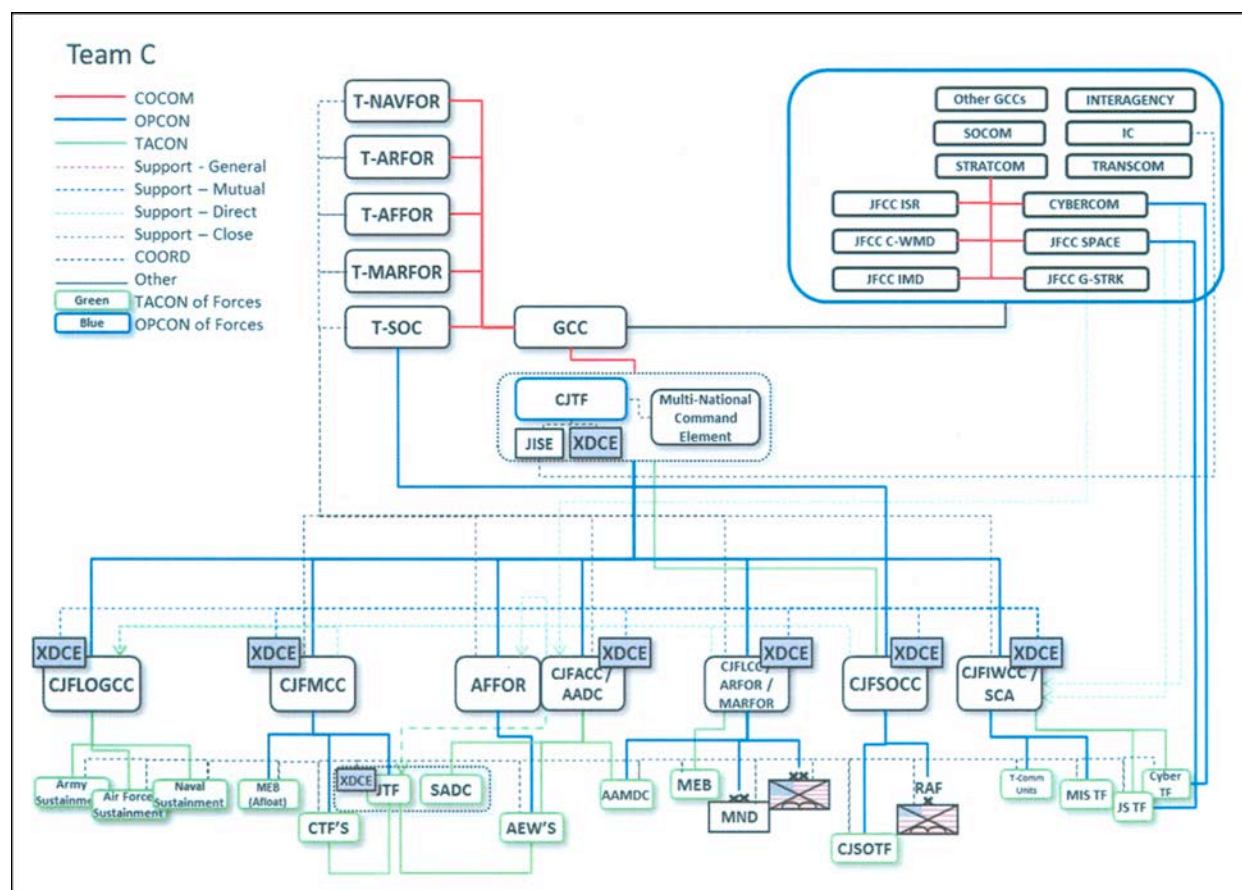 Team C
COCOM
OPCON
TACON
Support - General
Support – Mutual
Support – Direct
Support – Close
COORD
Other
Green TACON of Forces
Blue OPCON of Forces
T-NAVFOR
T-ARFOR
T-AFFOR
T-MARFOR
T-SOC
GCC
Other GCCs
INTERAGENCY
SOCOM
IC
STRATCOM
TRANSCOM
JFCC ISR
CYBERCOM
JFCC C-WMD
JFCC SPACE
JFCC IMD
JFCC G-STRK
CJTF
Multi-National
Command
Element
JISE
XDCE
XDCE
CJFLOGCC
XDCE
CJFMCC
AFFOR
XDCE
CJFACC /
AADC
XDCE
CJFLCC /
ARFOR /
MARFOR
XDCE
CJFSOCC
XDCE
CJFIWCC /
SCA
Army
Sustainment
Air Force
Sustainment
Naval
Sustainment
MEB
(Afloat)
CTF'S
XDCE
JTF
SADC
AEW'S
AAMDC
MEB
XX
MND
XX
CJSOTF
RAF
X
T-Comm
Units
MIS TF
JS TF
Cyber
TF